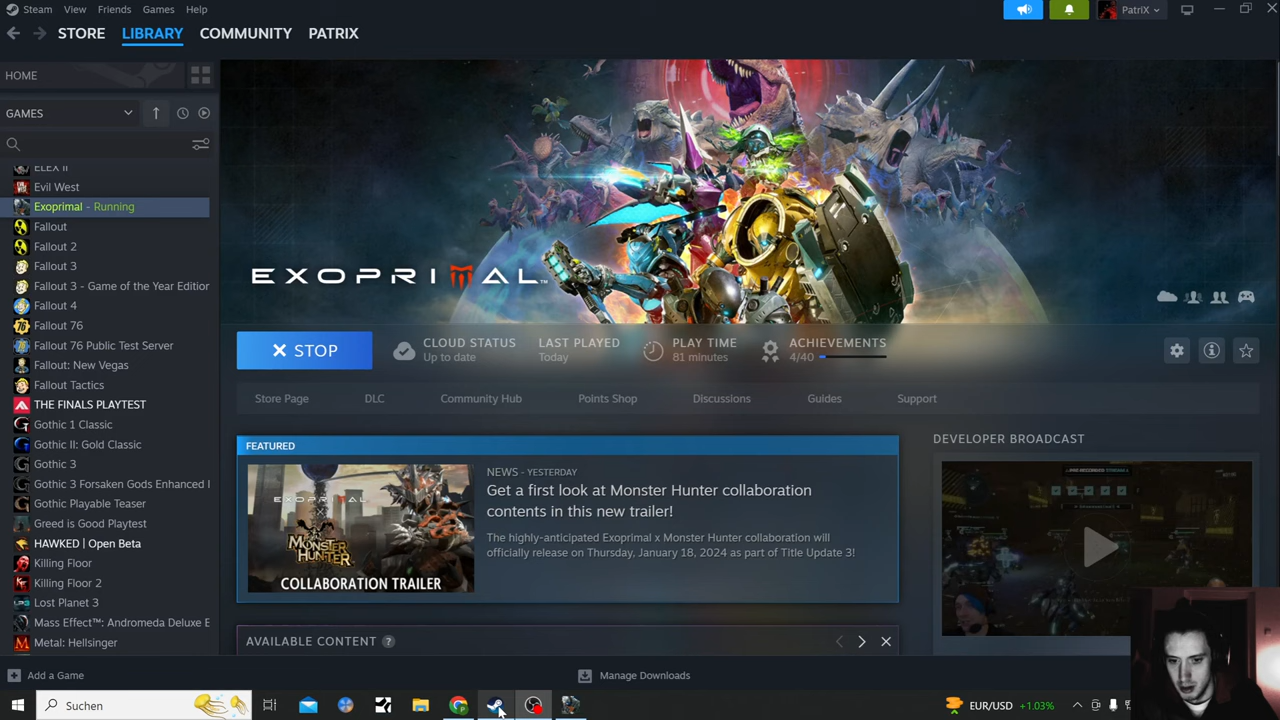 Steam View Friends Games Help
PatriX
STORE LIBRARY COMMUNITY PATRIX
HOME
GAMES
ELEX II
Evil West
Exoprimal - Running
Fallout
Fallout 2
Fallout 3
Fallout 3 - Game of the Year Edition
Fallout 4
Fallout 76
Fallout 76 Public Test Server
Fallout: New Vegas
Fallout Tactics
THE FINALS PLAYTEST
Gothic 1 Classic
Gothic II: Gold Classic
Gothic 3
Gothic 3 Forsaken Gods Enhanced
Gothic Playable Teaser
Greed is Good Playtest
HAWKED | Open Beta
Killing Floor
Killing Floor 2
Lost Planet 3
Mass Effect™: Andromeda Deluxe E
Metal: Hellsinger
Add a Game
EXOPRIMAL™
STOP
CLOUD STATUS
Up to date
LAST PLAYED
Today
PLAY TIME
81 minutes
ACHIEVEMENTS
4/40
Store Page DLC Community Hub Points Shop Discussions Guides Support
FEATURED
EXOPRIMAL
MONSTER HUNTER
COLLABORATION TRAILER
NEWS - YESTERDAY
Get a first look at Monster Hunter collaboration
contents in this new trailer!
The highly-anticipated Exoprimal x Monster Hunter collaboration will
officially release on Thursday, January 18, 2024 as part of Title Update 3!
DEVELOPER BROADCAST
AVAILABLE CONTENT ?
Manage Downloads
Suchen
EUR/USD +1.03%